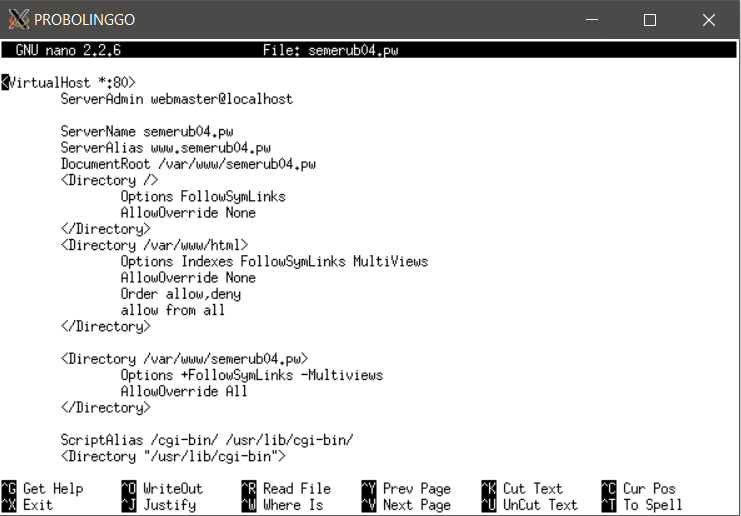 PROBOLINGGO
GNU nano 2.2.6 File: semerub04.pw
<VirtualHost *:80>
ServerAdmin webmaster@localhost
ServerName semerub04.pw
ServerAlias www.semerub04.pw
DocumentRoot /var/www/semerub04.pw
<Directory />
Options FollowSymLinks
AllowOverride None
</Directory>
<Directory /var/www/html>
Options Indexes FollowSymLinks MultiViews
AllowOverride None
Order allow,deny
allow from all
</Directory>
<Directory /var/www/semerub04.pw>
Options +FollowSymLinks -Multiviews
AllowOverride All
</Directory>
ScriptAlias /cgi-bin/ /usr/lib/cgi-bin/
<Directory "/usr/lib/cgi-bin">
^G Get Help ^O WriteOut ^R Read File ^Y Prev Page ^K Cut Text ^C Cur Pos
^X Exit ^J Justify ^W Where Is ^V Next Page ^U UnCut Text ^T To Spell